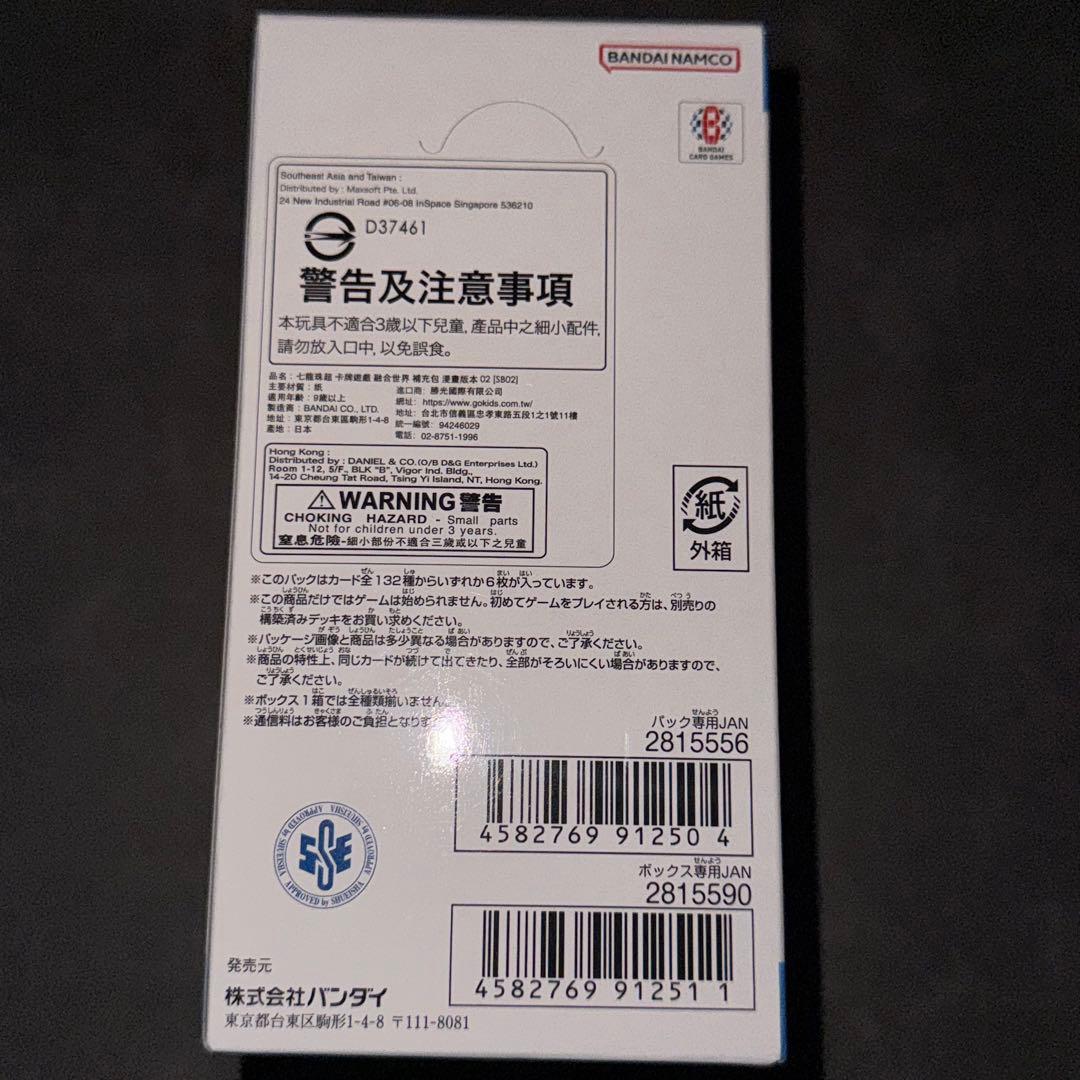 BANDAI NAMCO
B
BANDAI
CARD GAMES
Southeast Asia and Taiwan :
Distributed by : Maxsoft Pte. Ltd.
24 New Industrial Road #06-08 InSpace Singapore 536210
D37461
警告及注意事項
本玩具不適合3歲以下兒童, 產品中之細小配件,
請勿放入口中, 以免誤食。
品名：七龍珠超 卡牌遊戲 融合世界 補充包 漫畫版本 02 [SB02]
主要材質：紙
適用年齡：9歲以上
製造商：BANDAI CO., LTD.
地址：東京都台東區駒形1-4-8
產地：日本
進口商：勝光國際有限公司
網址：https://www.gokids.com.tw/
地址：台北市信義區忠孝東路五段1之1號11樓
統一編號：94246029
電話：02-8751-1996
Hong Kong :
Distributed by : DANIEL & CO.(O/B D&G Enterprises Ltd.)
Room 1-12, 5/F., BLK "B", Vigor Ind. Bldg.,
14-20 Cheung Tat Road, Tsing Yi Island, NT, Hong Kong.
WARNING 警告
CHOKING HAZARD - Small parts
Not for children under 3 years.
窒息危險-細小部份不適合三歲或以下之兒童
紙
外箱
※このパックはカード全132種からいずれか6枚が入っています。
※この商品だけではゲームは始められません。初めてゲームをプレイされる方は、別売りの
構築済みデッキをお買い求めください。
※パッケージ画像と商品は多少異なる場合がありますので、ご了承ください。
※商品の特性上、同じカードが続けて出てきたり、全部がそろいにくい場合がありますので、
ご了承ください。
※ボックス1箱では全種類揃いません。
※通信料はお客様のご負担となります
パック専用JAN
2815556
4582769 91250 4
ボックス専用JAN
2815590
4582769 91251 1
SSE
APPROVED by SHUEISHA APPROVED by SHUEISHA APPROVED by SHUEISHA
発売元
株式会社バンダイ
東京都台東区駒形1-4-8 〒111-8081